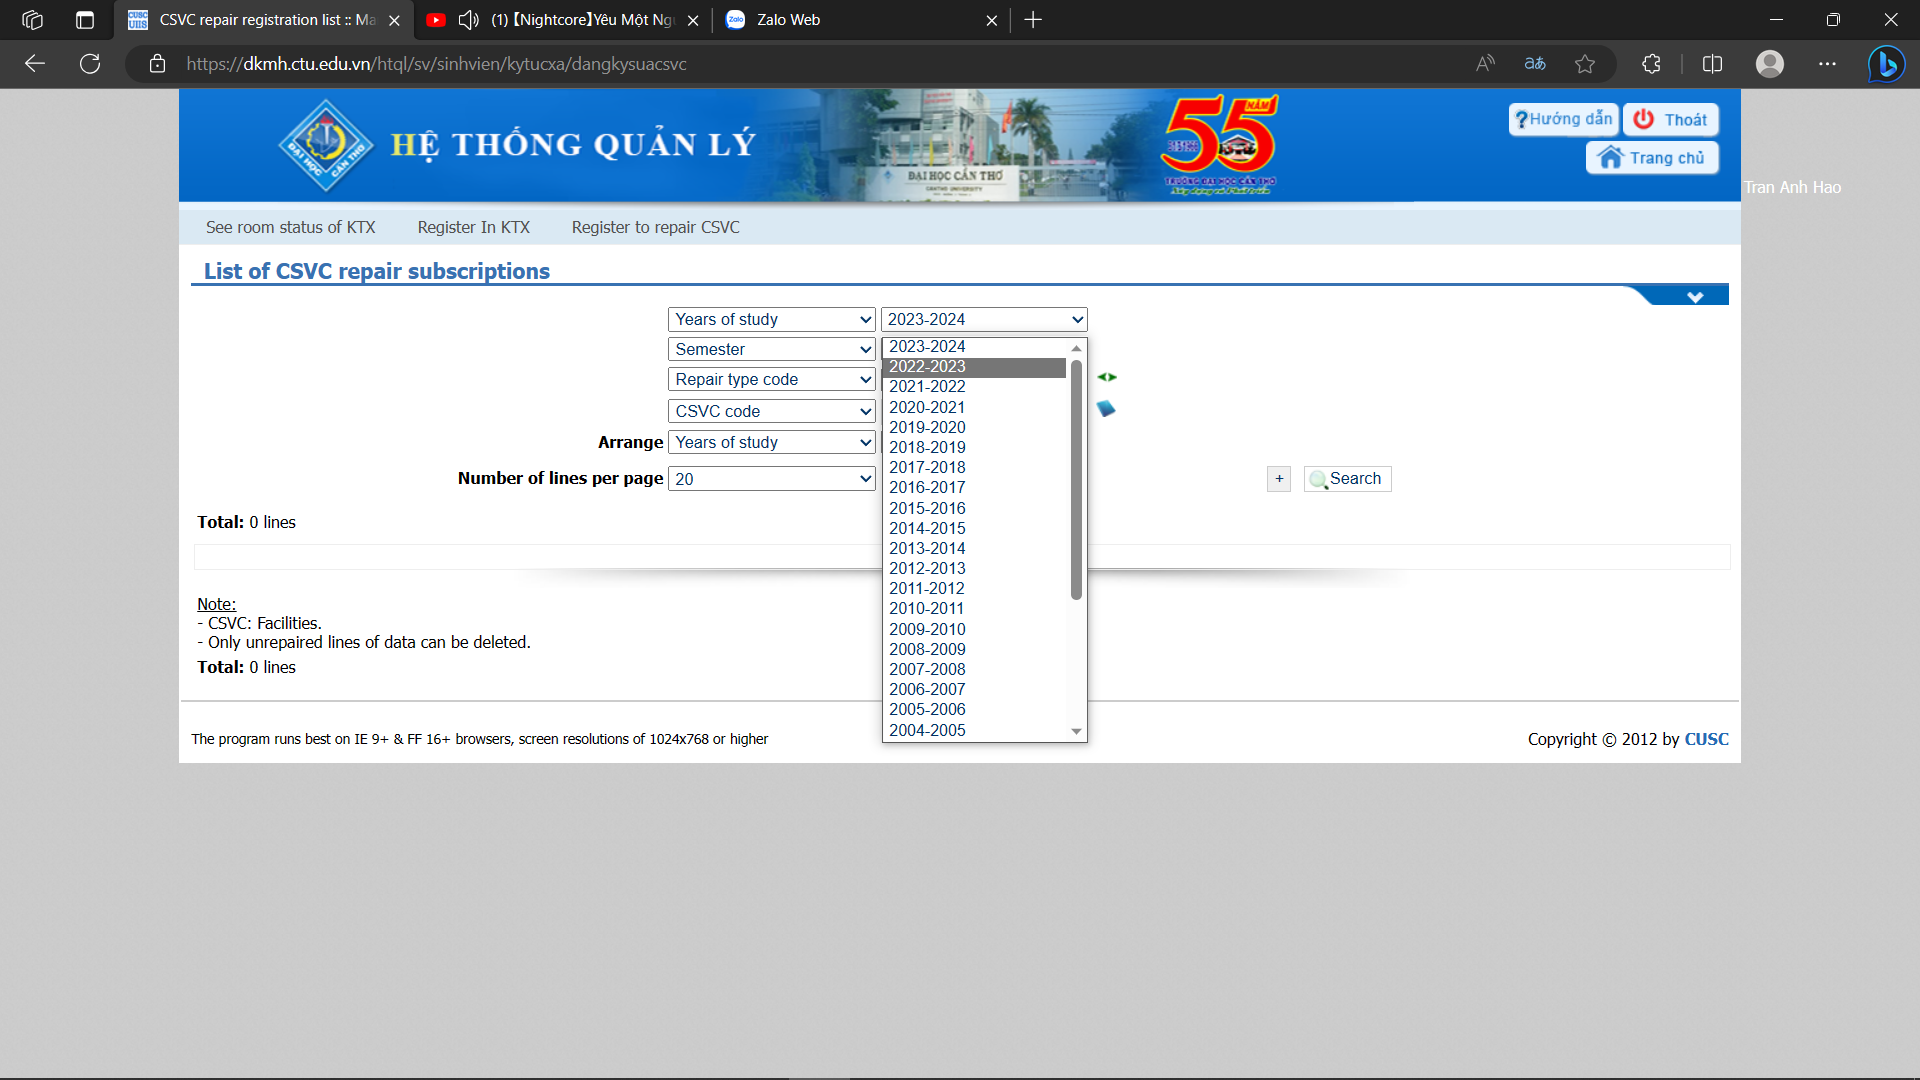 CSVC repair registration list :: Ma
(1)【Nightcore】Yêu Một Ng
Zalo Web
https://dkmh.ctu.edu.vn/htql/sv/sinhvien/kytucxa/dangkysuacsvc
HỆ THỐNG QUẢN LÝ
ĐẠI HỌC CẦN THƠ
ĐẠI HỌC CẦN THƠ
CANTHO UNIVERSITY
55 NĂM
TRƯỜNG ĐẠI HỌC CẦN THƠ
?Hướng dẫn
Thoát
Trang chủ
Tran Anh Hao
See room status of KTX
Register In KTX
Register to repair CSVC
List of CSVC repair subscriptions
Years of study
2023-2024
Semester
Repair type code
CSVC code
Arrange
Years of study
Number of lines per page
20
2023-2024
2022-2023
2021-2022
2020-2021
2019-2020
2018-2019
2017-2018
2016-2017
2015-2016
2014-2015
2013-2014
2012-2013
2011-2012
2010-2011
2009-2010
2008-2009
2007-2008
2006-2007
2005-2006
2004-2005
+
Search
Total: 0 lines
Note:
- CSVC: Facilities.
- Only unrepaired lines of data can be deleted.
Total: 0 lines
The program runs best on IE 9+ & FF 16+ browsers, screen resolutions of 1024x768 or higher
Copyright © 2012 by CUSC